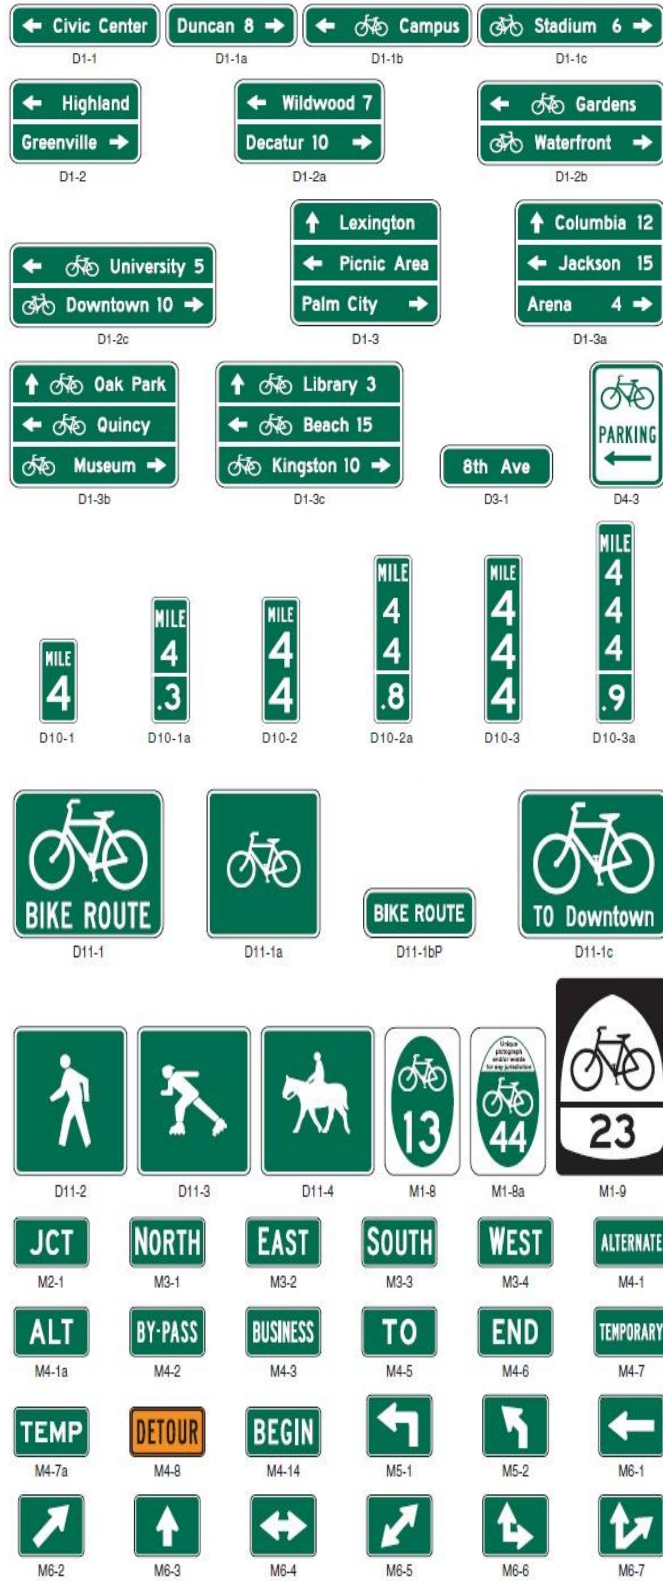 Civic Center
Duncan 8
Campus
Stadium 6
D1-1
D1-1a
D1-1b
D1-1c
Highland
Greenville
Wildwood 7
Decatur 10
Gardens
Waterfront
D1-2
D1-2a
D1-2b
University 5
Downtown 10
Lexington
Picnic Area
Palm City
Columbia 12
Jackson 15
Arena 4
D1-2c
D1-3
D1-3a
Oak Park
Quincy
Museum
Library 3
Beach 15
Kingston 10
8th Ave
PARKING
D1-3b
D1-3c
D3-1
D4-3
MILE
4
MILE
4
.3
MILE
4
4
MILE
4
4
.8
MILE
4
4
4
MILE
4
4
4
.9
D10-1
D10-1a
D10-2
D10-2a
D10-3
D10-3a
BIKE ROUTE
BIKE ROUTE
TO Downtown
D11-1
D11-1a
D11-1bP
D11-1c
13
Unique
pictograph
and/or words
for any jurisdiction
44
23
D11-2
D11-3
D11-4
M1-8
M1-8a
M1-9
JCT
NORTH
EAST
SOUTH
WEST
ALTERNATE
M2-1
M3-1
M3-2
M3-3
M3-4
M4-1
ALT
BY-PASS
BUSINESS
TO
END
TEMPORARY
M4-1a
M4-2
M4-3
M4-5
M4-6
M4-7
TEMP
DETOUR
BEGIN
M4-7a
M4-8
M4-14
M5-1
M5-2
M6-1
M6-2
M6-3
M6-4
M6-5
M6-6
M6-7